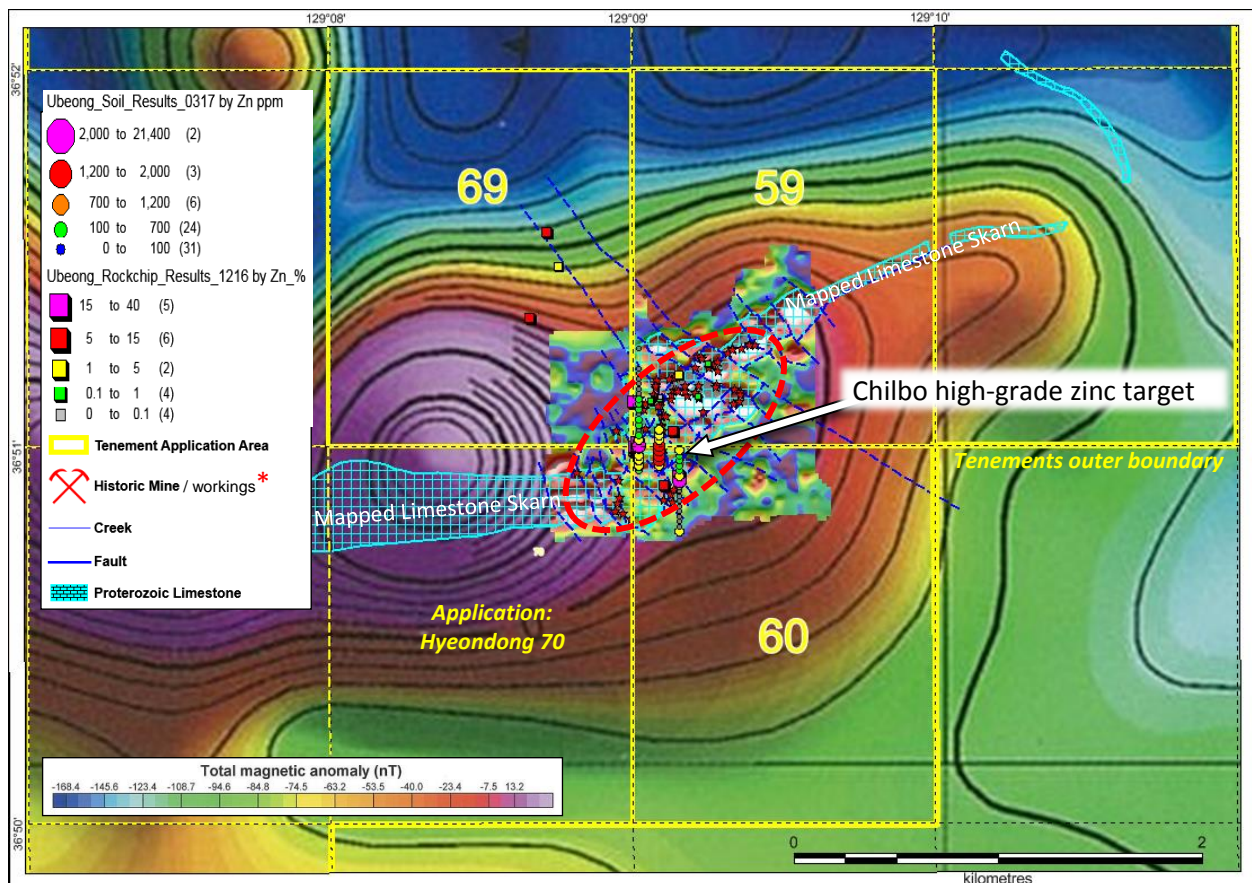 129°08' 129°09' 129°10'
36°52'
Ubeong_Soil_Results_0317 by Zn ppm
2,000 to 21,400 (2)
1,200 to 2,000 (3)
700 to 1,200 (6)
100 to 700 (24)
0 to 100 (31)
Ubeong_Rockchip_Results_1216 by Zn_%
15 to 40 (5)
5 to 15 (6)
1 to 5 (2)
0.1 to 1 (4)
0 to 0.1 (4)
Tenement Application Area
Historic Mine / workings*
Creek
Fault
Proterozoic Limestone
69
59
Mapped Limestone Skarn
Chilbo high-grade zinc target
36°51'
Tenements outer boundary
Mapped Limestone Skarn
70
Application:
Hyeondong 70
60
Total magnetic anomaly (nT)
-168.4 -145.6 -123.4 -108.7 -94.6 -84.8 -74.5 -63.2 -53.5 -40.0 -23.4 -7.5 13.2
36°50'
0 2
kilometres